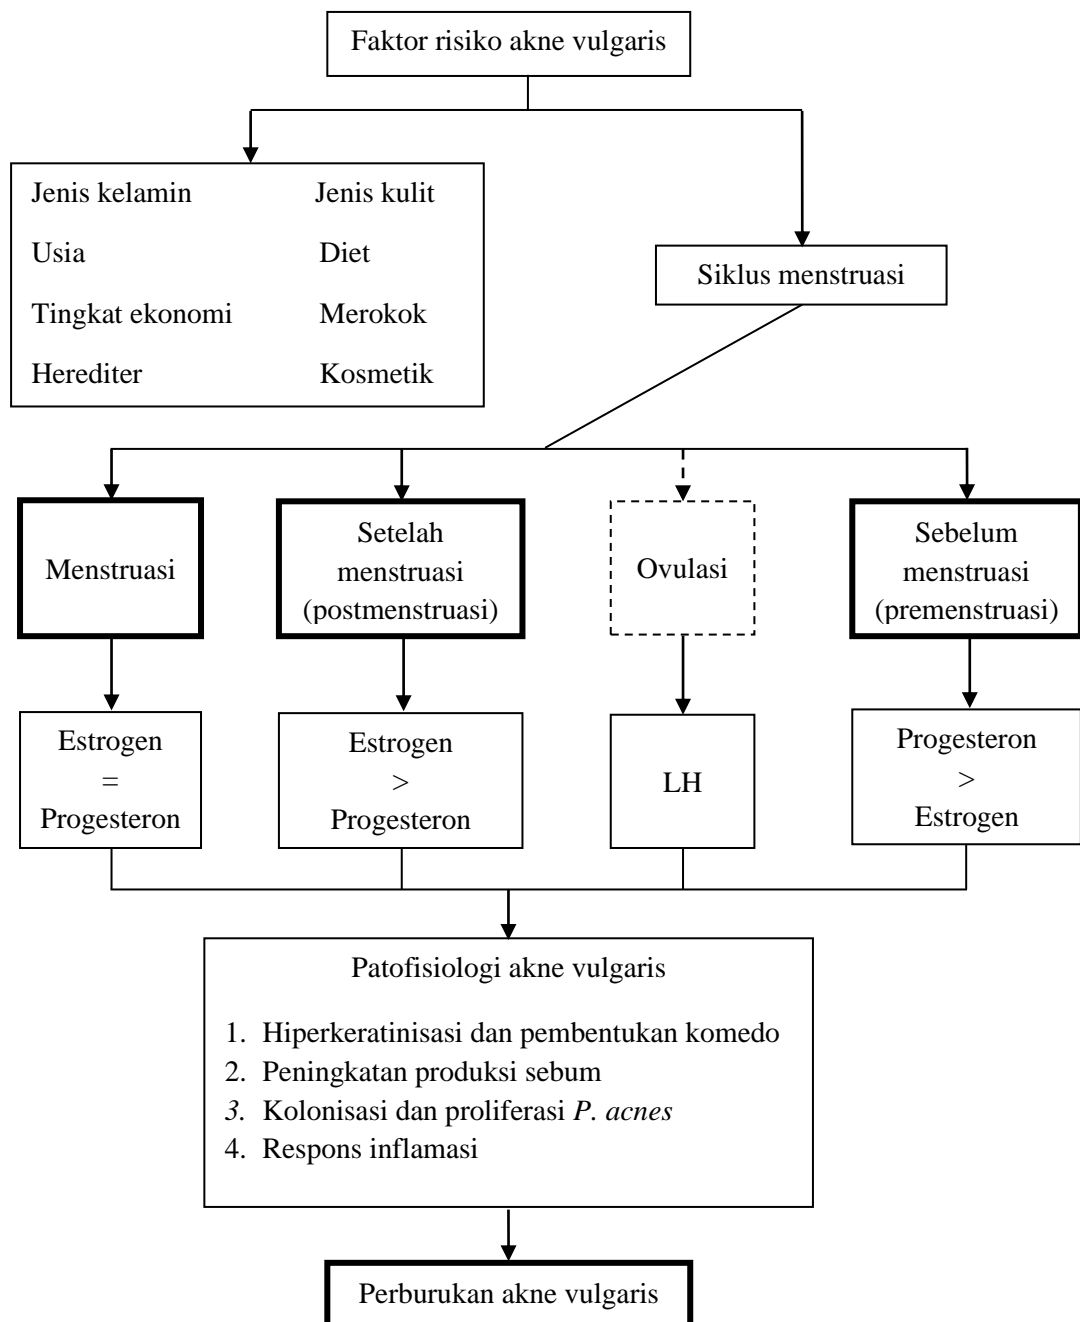 Faktor risiko akne vulgaris
Jenis kelamin Jenis kulit
Usia Diet
Tingkat ekonomi Merokok
Herediter Kosmetik
Siklus menstruasi
Menstruasi
Setelah
menstruasi
(postmenstruasi)
Ovulasi
Sebelum
menstruasi
(premenstruasi)
Estrogen
=
Progesteron
Estrogen
>
Progesteron
LH
Progesteron
>
Estrogen
Patofisiologi akne vulgaris
1. Hiperkeratinisasi dan pembentukan komedo
2. Peningkatan produksi sebum
3. Kolonisasi dan proliferasi P. acnes
4. Respons inflamasi
Perburukan akne vulgaris